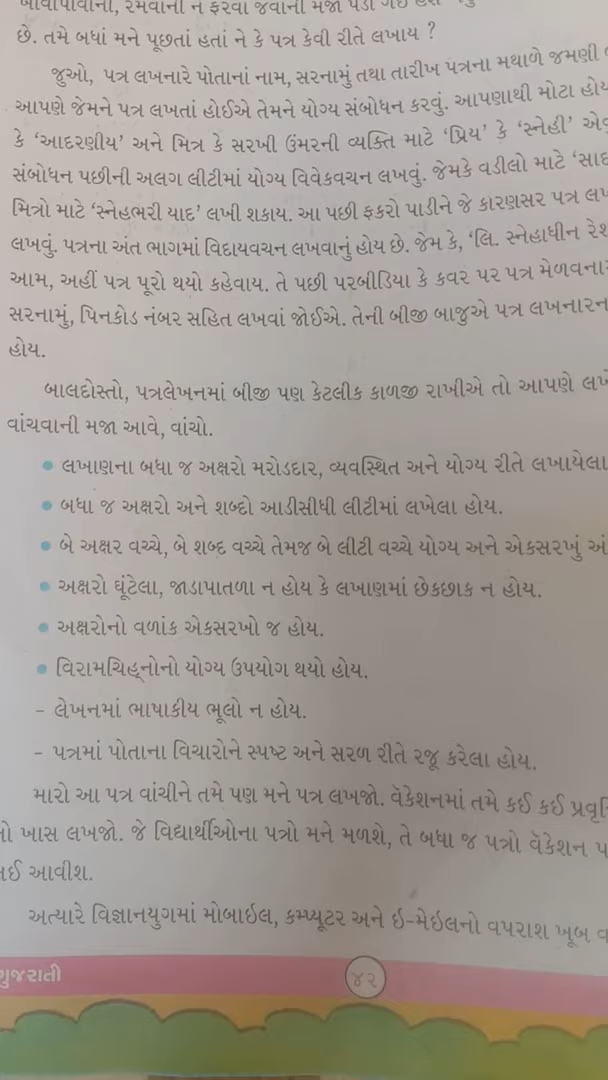 છે. તમે બધાં મને પૂછતાં હતાં ને કે પત્ર કેવી રીતે લખાય ?
જુઓ, પત્ર લખનારે પોતાનાં નામ, સરનામું તથા તારીખ પત્રના મથાળે જમણી
આપણે જેમને પત્ર લખતાં હોઈએ તેમને યોગ્ય સંબોધન કરવું. આપણાથી મોટા
કે ‘આદરણીય’ અને મિત્ર કે સરખી ઉંમરની વ્યક્તિ માટે ‘પ્રિય’ કે ‘સ્નેહી’
સંબોધન પછીની અલગ લીટીમાં યોગ્ય વિવેકવચન લખવું. જેમકે વડીલો માટે
મિત્રો માટે ‘સ્નેહભરી યાદ’ લખી શકાય. આ પછી ફકરો પાડીને જે કારણસર પત્ર
લખવું. પત્રના અંત ભાગમાં વિદાયવચન લખવાનું હોય છે. જેમ કે, ‘લિ. સ્નેહાધીન
આમ, અહીં પત્ર પૂરો થયો કહેવાય. તે પછી પરબીડિયા કે કવર પર પત્ર
સરનામું, પિનકોડ નંબર સહિત લખવાં જોઈએ. તેની બીજી બાજુએ પત્ર
હોય.
બાલદોસ્તો, પત્રલેખનમાં બીજી પણ કેટલીક કાળજી રાખીએ તો આપણે
વાંચવાની મજા આવે, વાંચો.
• લખાણના બધા જ અક્ષરો મરોડદાર, વ્યવસ્થિત અને યોગ્ય રીતે લખાયેલા
• બધા જ અક્ષરો અને શબ્દો આડીસીધી લીટીમાં લખેલા હોય.
• બે અક્ષર વચ્ચે, બે શબ્દ વચ્ચે તેમજ બે લીટી વચ્ચે યોગ્ય અને એકસરખું
• અક્ષરો ઘૂંટેલા, જાડાપાતળા ન હોય કે લખાણમાં છેકછાક ન હોય.
• અક્ષરોનો વળાંક એકસરખો જ હોય.
• વિરામચિહ્નોનો યોગ્ય ઉપયોગ થયો હોય.
– લેખનમાં ભાષાકીય ભૂલો ન હોય.
– પત્રમાં પોતાના વિચારોને સ્પષ્ટ અને સરળ રીતે રજૂ કરેલા હોય.
મારો આ પત્ર વાંચીને તમે પણ મને પત્ર લખજો. વૅકેશનમાં તમે કઈ કઈ
ખાસ લખજો. જે વિદ્યાર્થીઓના પત્રો મને મળશે, તે બધા જ પત્રો વૅકેશન
આવીશ.
અત્યારે વિજ્ઞાનયુગમાં મોબાઇલ, કમ્પ્યૂટર અને ઇ-મેઇલનો વપરાશ ખૂબ
ગુજરાતી
૪૨